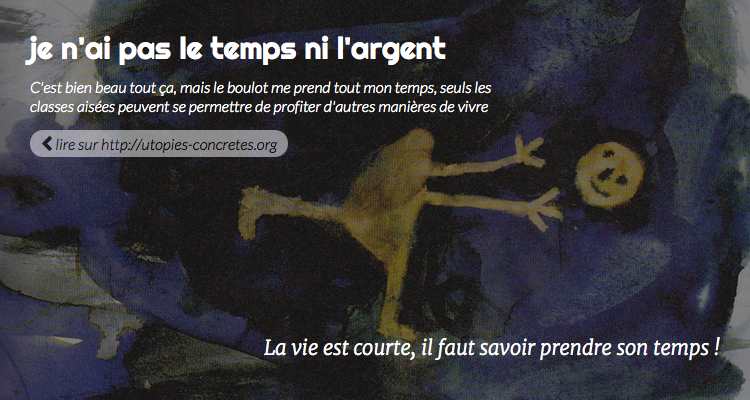 je n'ai pas le temps ni l'argent
C'est bien beau tout ça, mais le boulot me prend tout mon temps, seuls les
classes aisées peuvent se permettre de profiter d'autres manières de vivre
lire sur http://utopies-concretes.org
La vie est courte, il faut savoir prendre son temps !